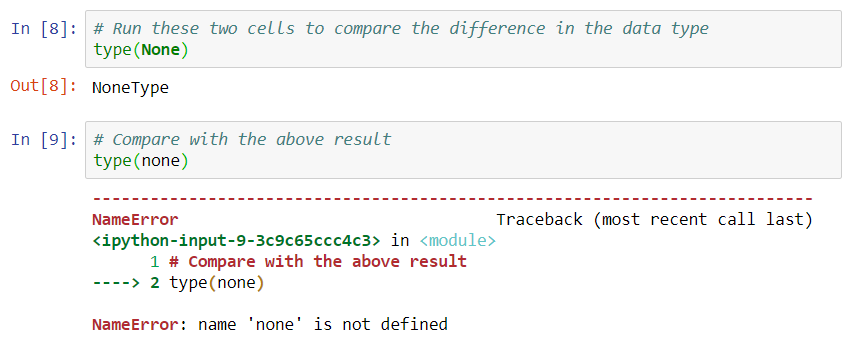 In [8]: # Run these two cells to compare the difference in the data type
type(None)
Out[8]: NoneType
In [9]: # Compare with the above result
type(none)
---------------------------------------------------------------------------
NameError Traceback (most recent call last)
<ipython-input-9-3c9c65ccc4c3> in <module>
1 # Compare with the above result
----> 2 type(none)
NameError: name 'none' is not defined